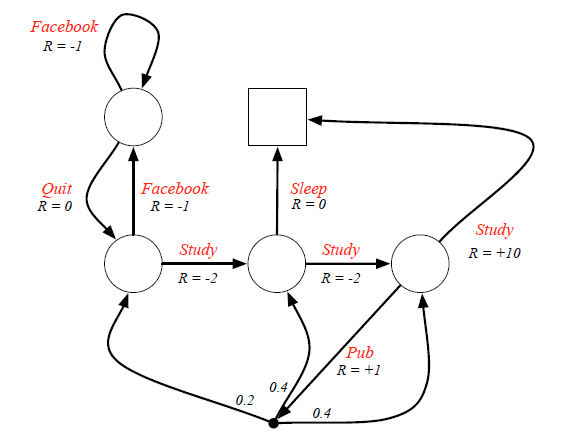 Facebook
R = -1
Quit
R = 0
Facebook
R = -1
Sleep
R = 0
Study
R = -2
Study
R = -2
Study
R = +10
Pub
R = +1
0.2
0.4
0.4